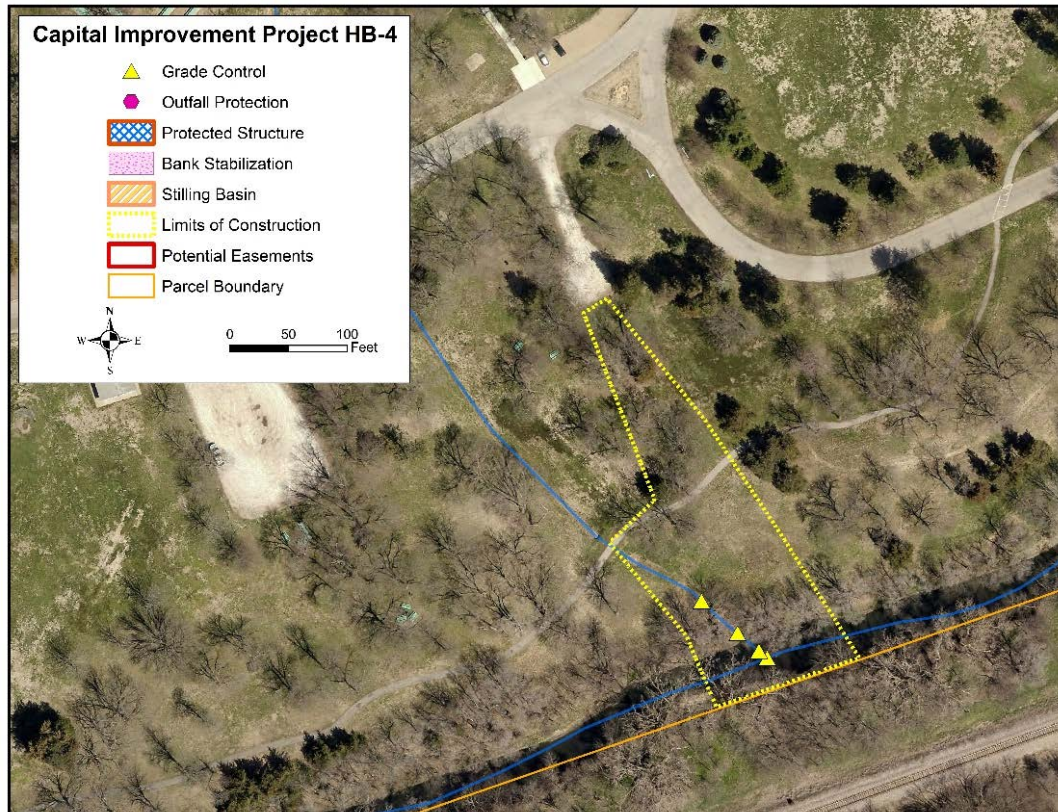 Capital Improvement Project HB-4
Grade Control
Outfall Protection
Protected Structure
Bank Stabilization
Stilling Basin
Limits of Construction
Potential Easements
Parcel Boundary
N
W E
S
0 50 100
Feet